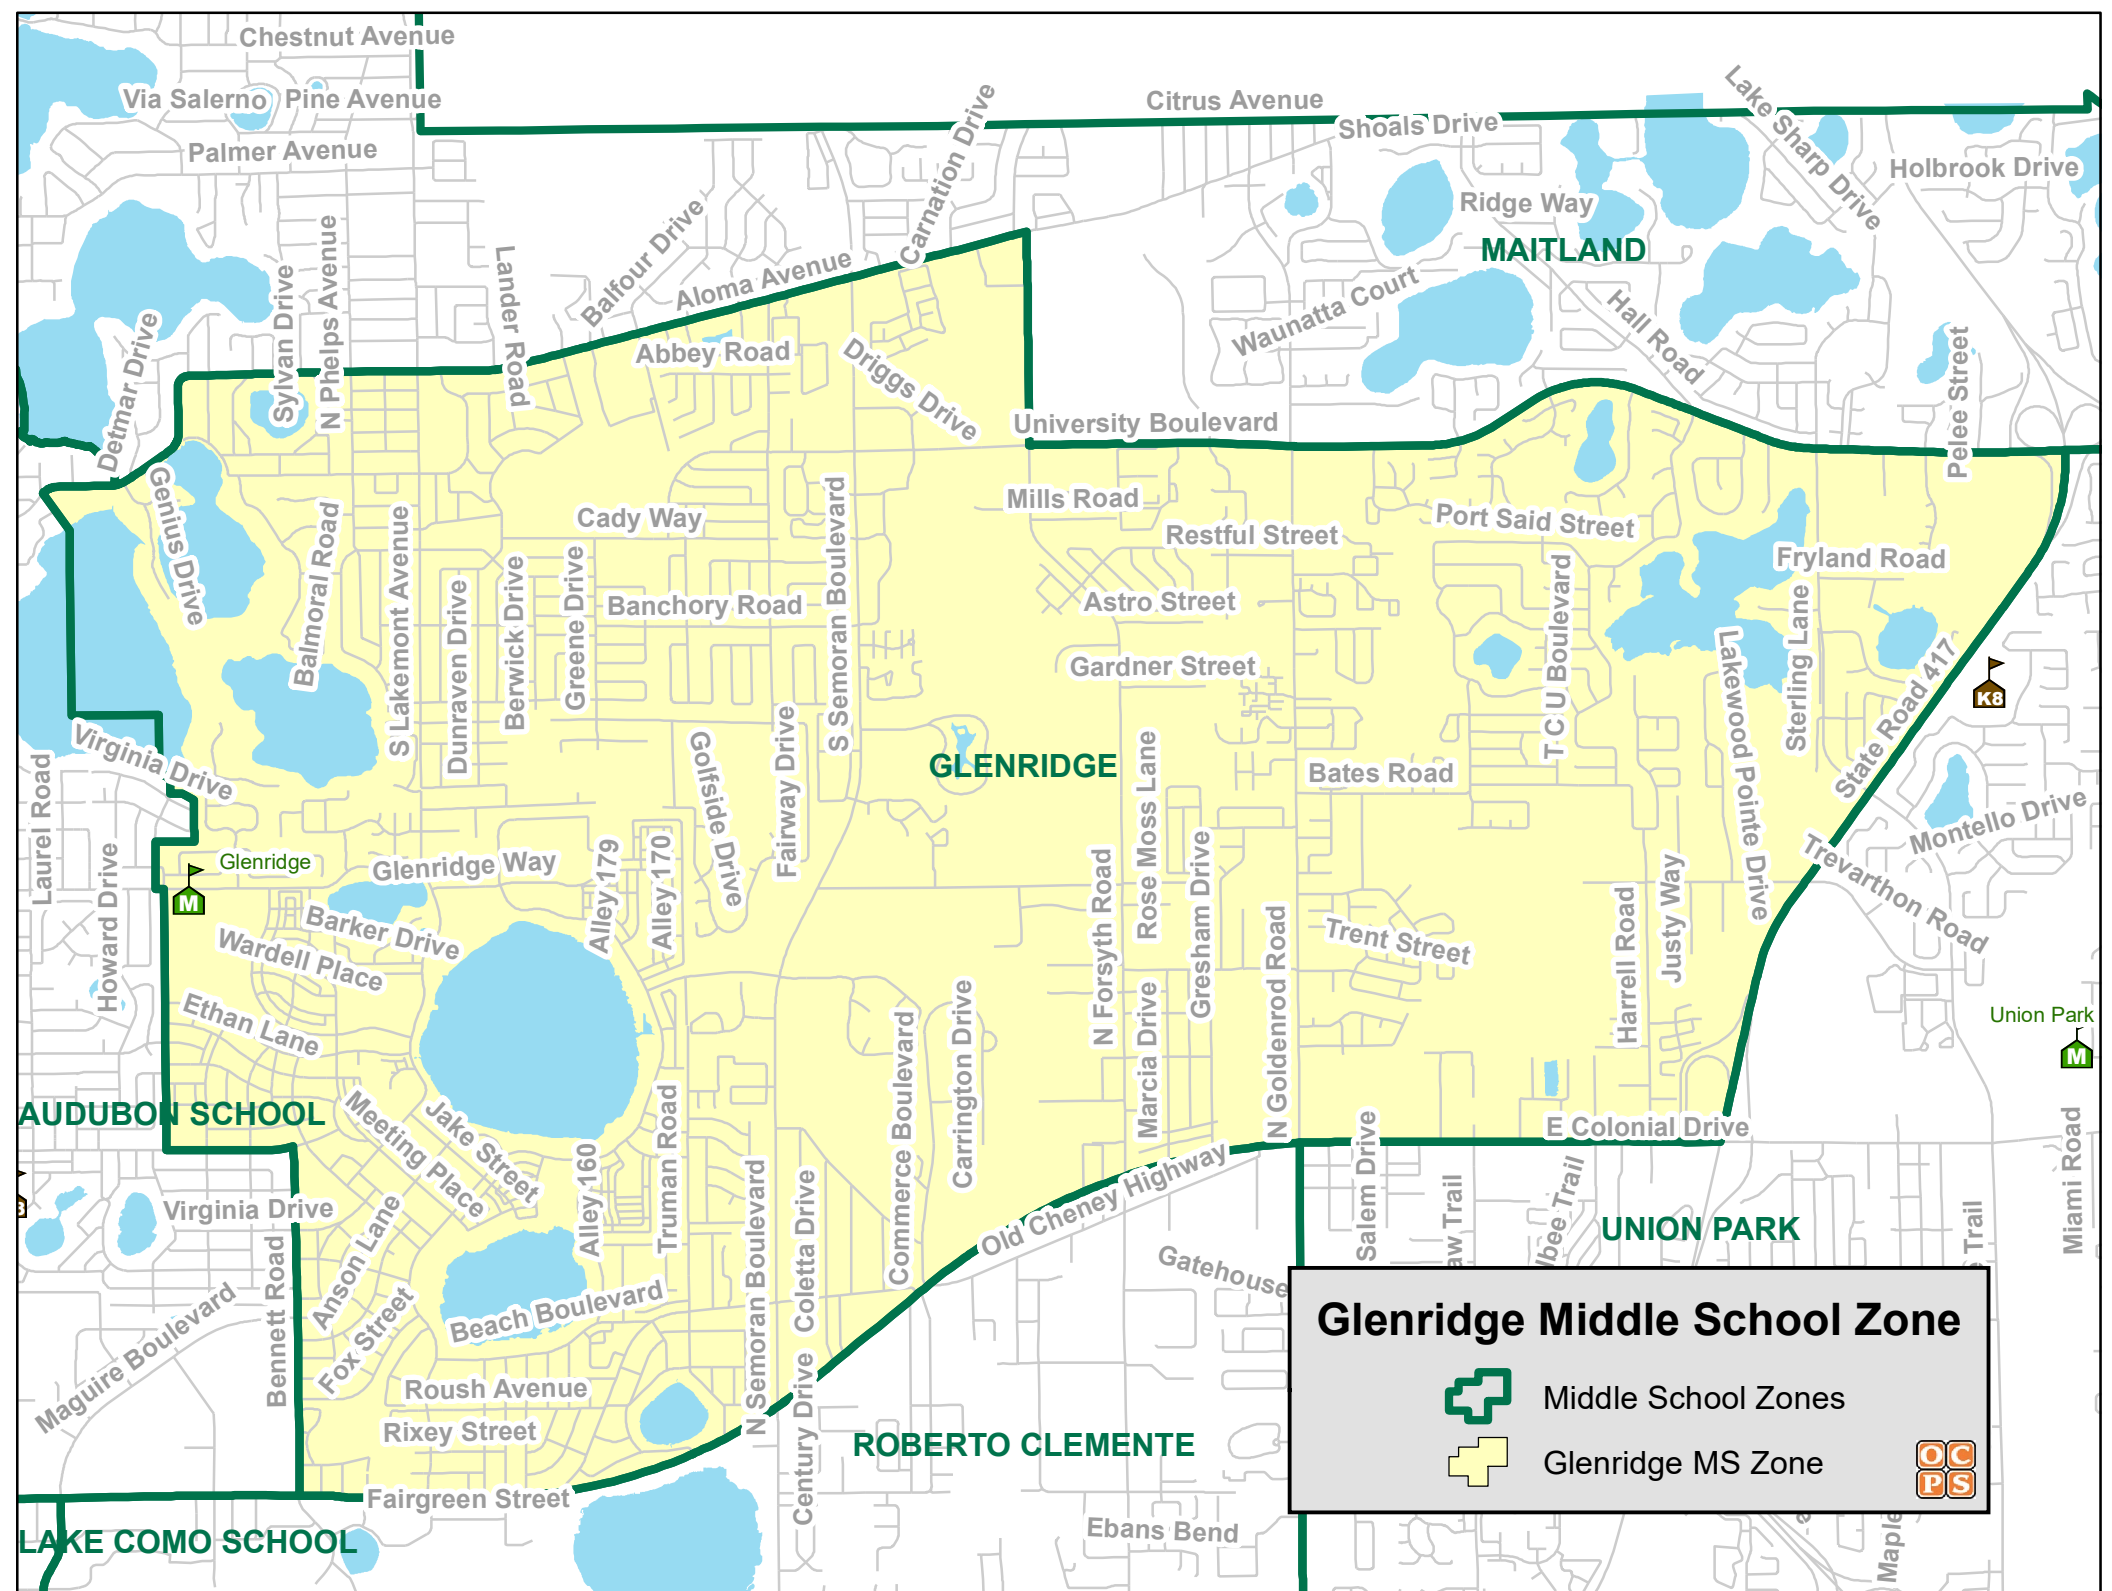 Chestnut Avenue
Via Salerno
Pine Avenue
Palmer Avenue
Carnation Drive
Citrus Avenue
Shoals Drive
Lake Sharp Drive
Holbrook Drive
Ridge Way
MAITLAND
Sylvan Drive
N Phelps Avenue
Lander Road
Balfour Drive
Aloma Avenue
Waunatta Court
Hall Road
Detmar Drive
Abbey Road
Driggs Drive
University Boulevard
Pelee Street
Genius Drive
Balmoral Road
S Lakemont Avenue
Cady Way
S Semoran Boulevard
Mills Road
Restful Street
Port Said Street
Fryland Road
Dunraven Drive
Berwick Drive
Greene Drive
Banchory Road
Astro Street
T C U Boulevard
Sterling Lane
Lakewood Pointe Drive
Gardner Street
State Road 417
K8
Virginia Drive
Laurel Road
Golfside Drive
Fairway Drive
GLENRIDGE
Rose Moss Lane
Bates Road
Montello Drive
Trevarthon Road
Howard Drive
Glenridge
M
Glenridge Way
Alley 179
Alley 170
Barker Drive
Wardell Place
N Forsyth Road
Gresham Drive
N Goldenrod Road
Trent Street
Harrell Road
Justy Way
Ethan Lane
Commerce Boulevard
Carrington Drive
Marcia Drive
Union Park
M
AUDUBON SCHOOL
Meeting Place
Jake Street
Truman Road
E Colonial Drive
Miami Road
Virginia Drive
Alley 160
N Semoran Boulevard
Coletta Drive
Old Cheney Highway
Salem Drive
aw Trail
lbee Trail
UNION PARK
Trail
Bennett Road
Anson Lane
Fox Street
Beach Boulevard
Gatehouse
Maguire Boulevard
Roush Avenue
Rixey Street
Century Drive
ROBERTO CLEMENTE
Fairgreen Street
LAKE COMO SCHOOL
Ebans Bend
Maple
Glenridge Middle School Zone
Middle School Zones
Glenridge MS Zone
OC
PS